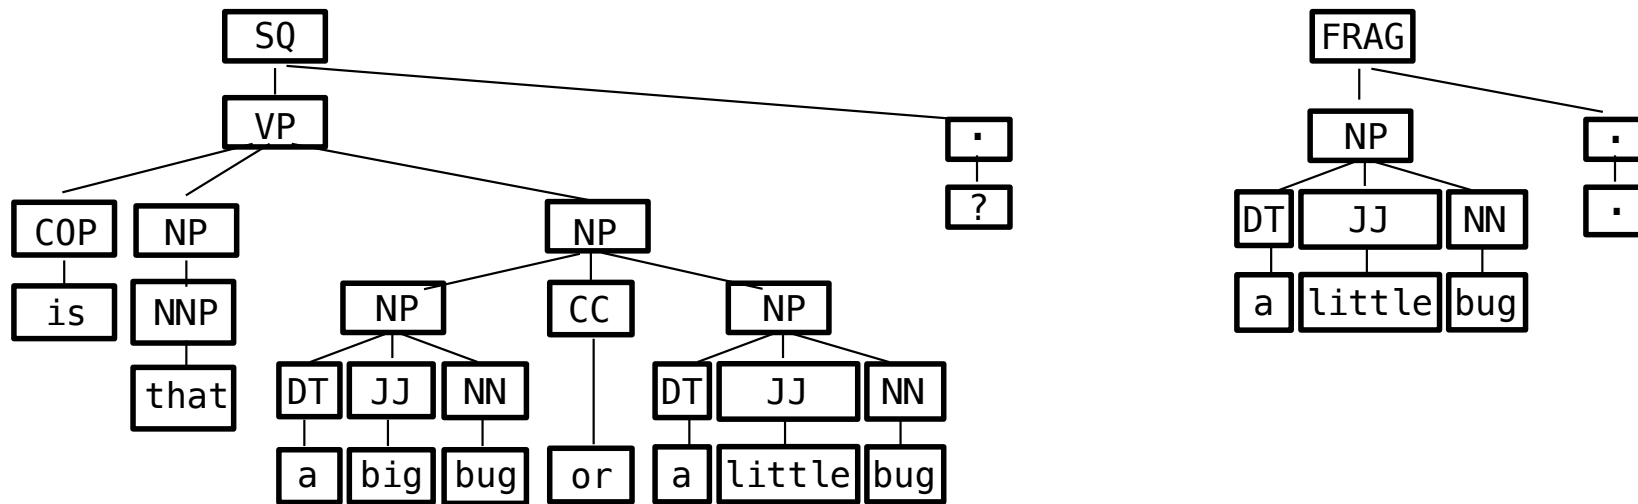 SQ FRAG
VP NP
. .
? .
COP NP NP DT JJ NN
is NNP NP CC NP a little bug
that DT JJ NN DT JJ NN
a big bug or a little bug